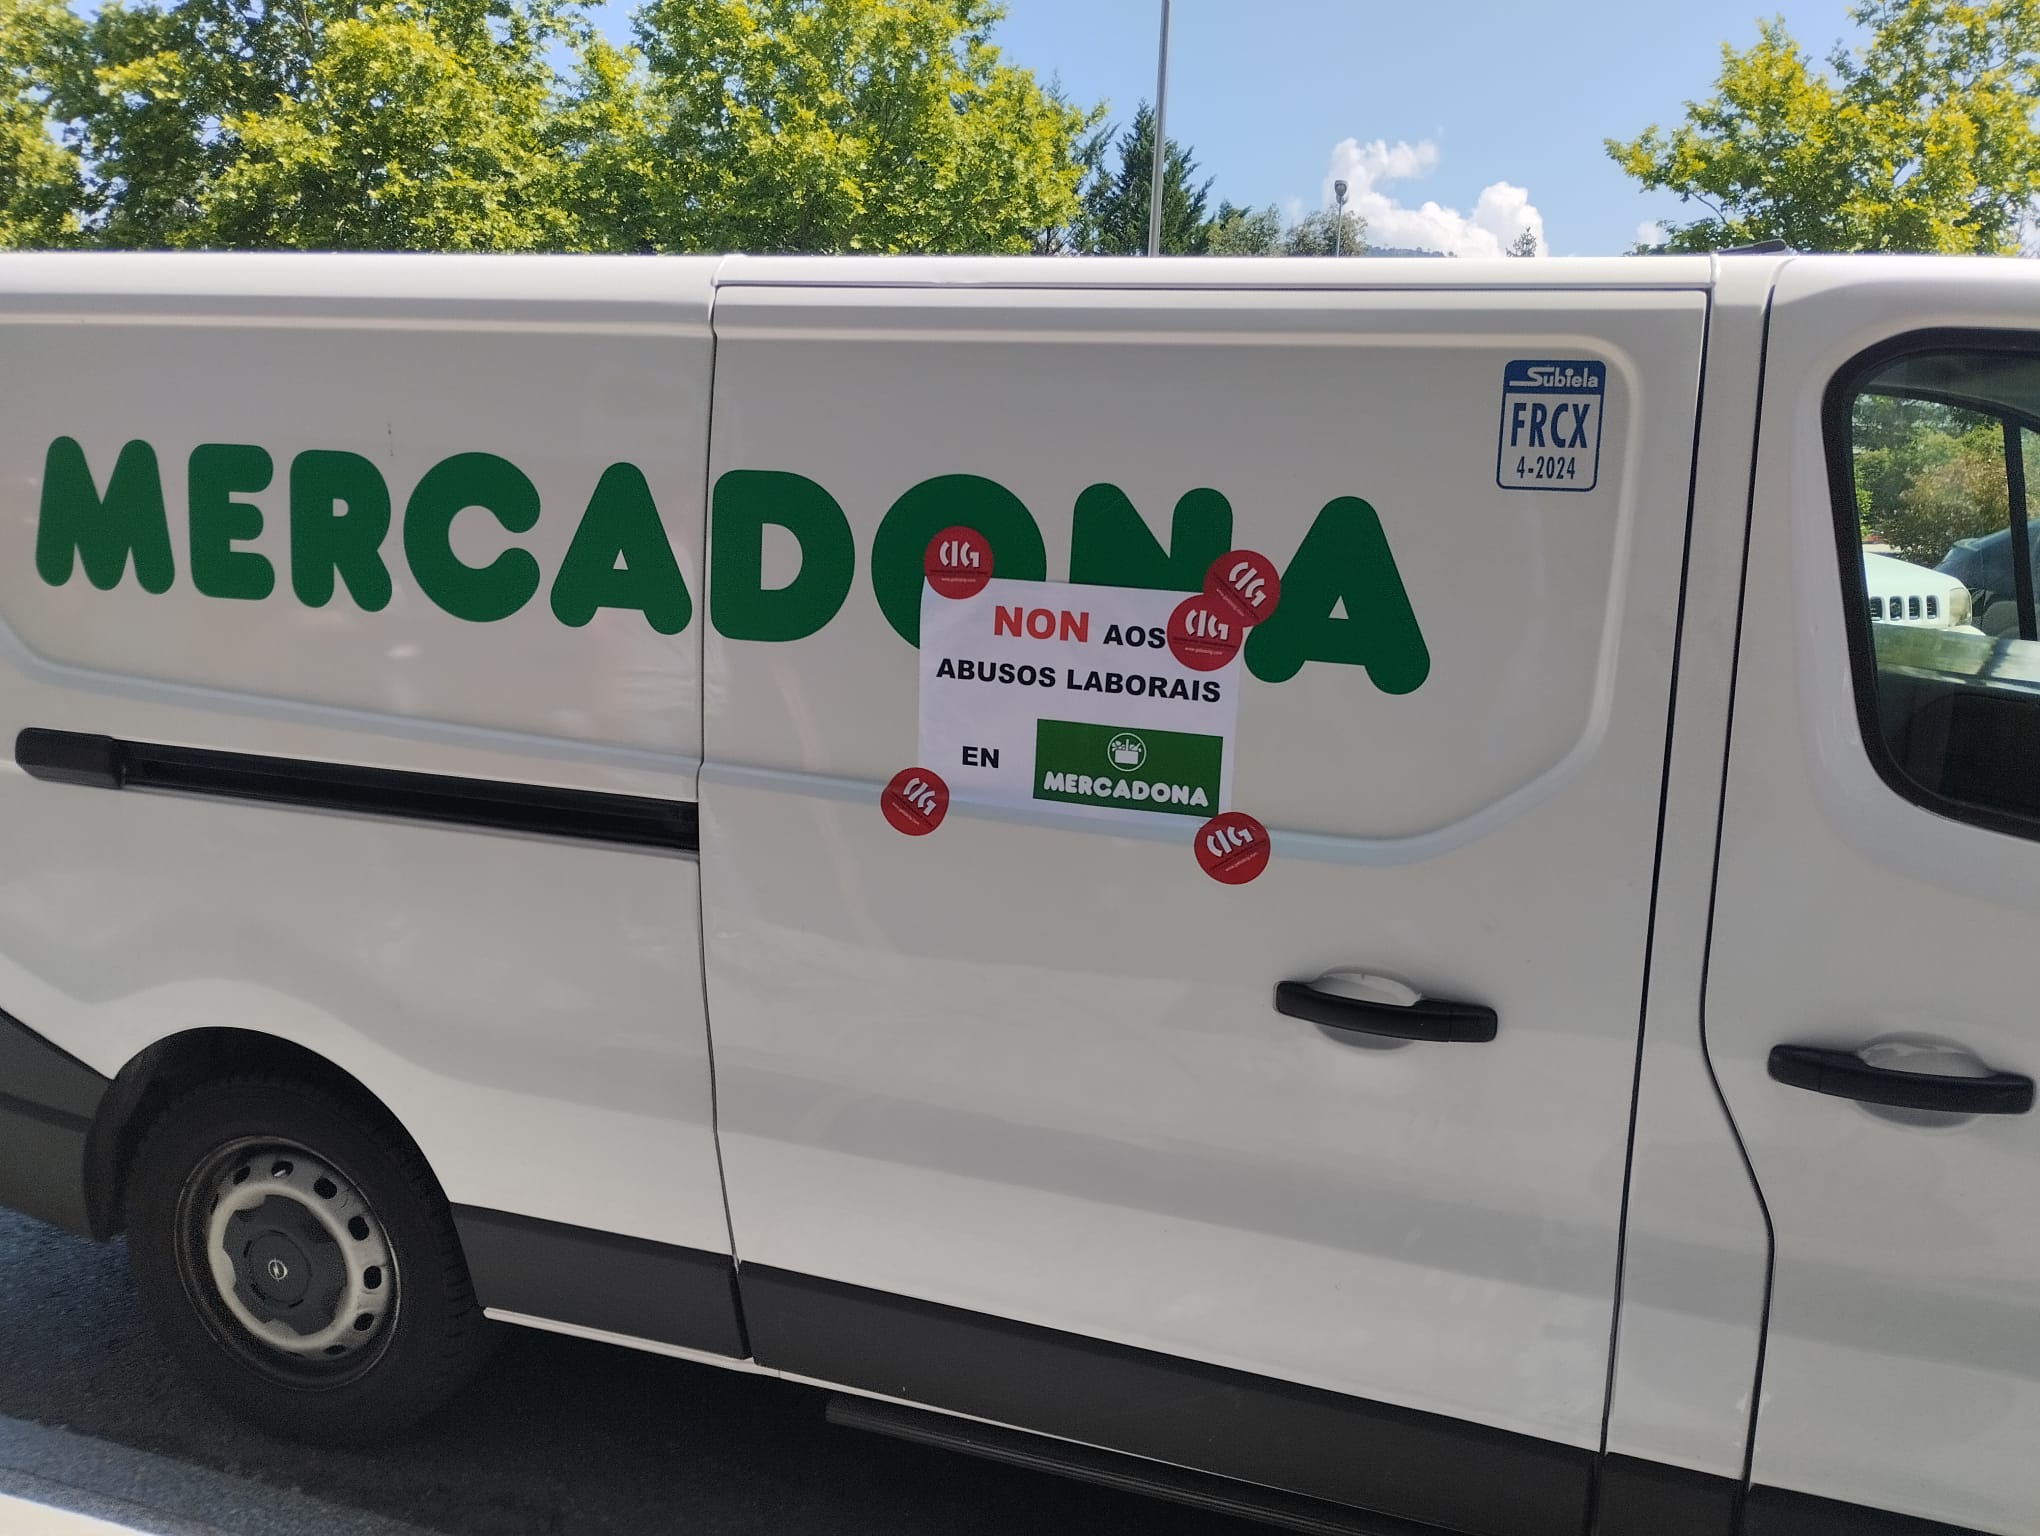 MERCADONA
Subiela
FRCX
4-2024
CIG
CIG
CIG
NON AOS
ABUSOS LABORAIS
EN
MERCADONA
CIG
CIG